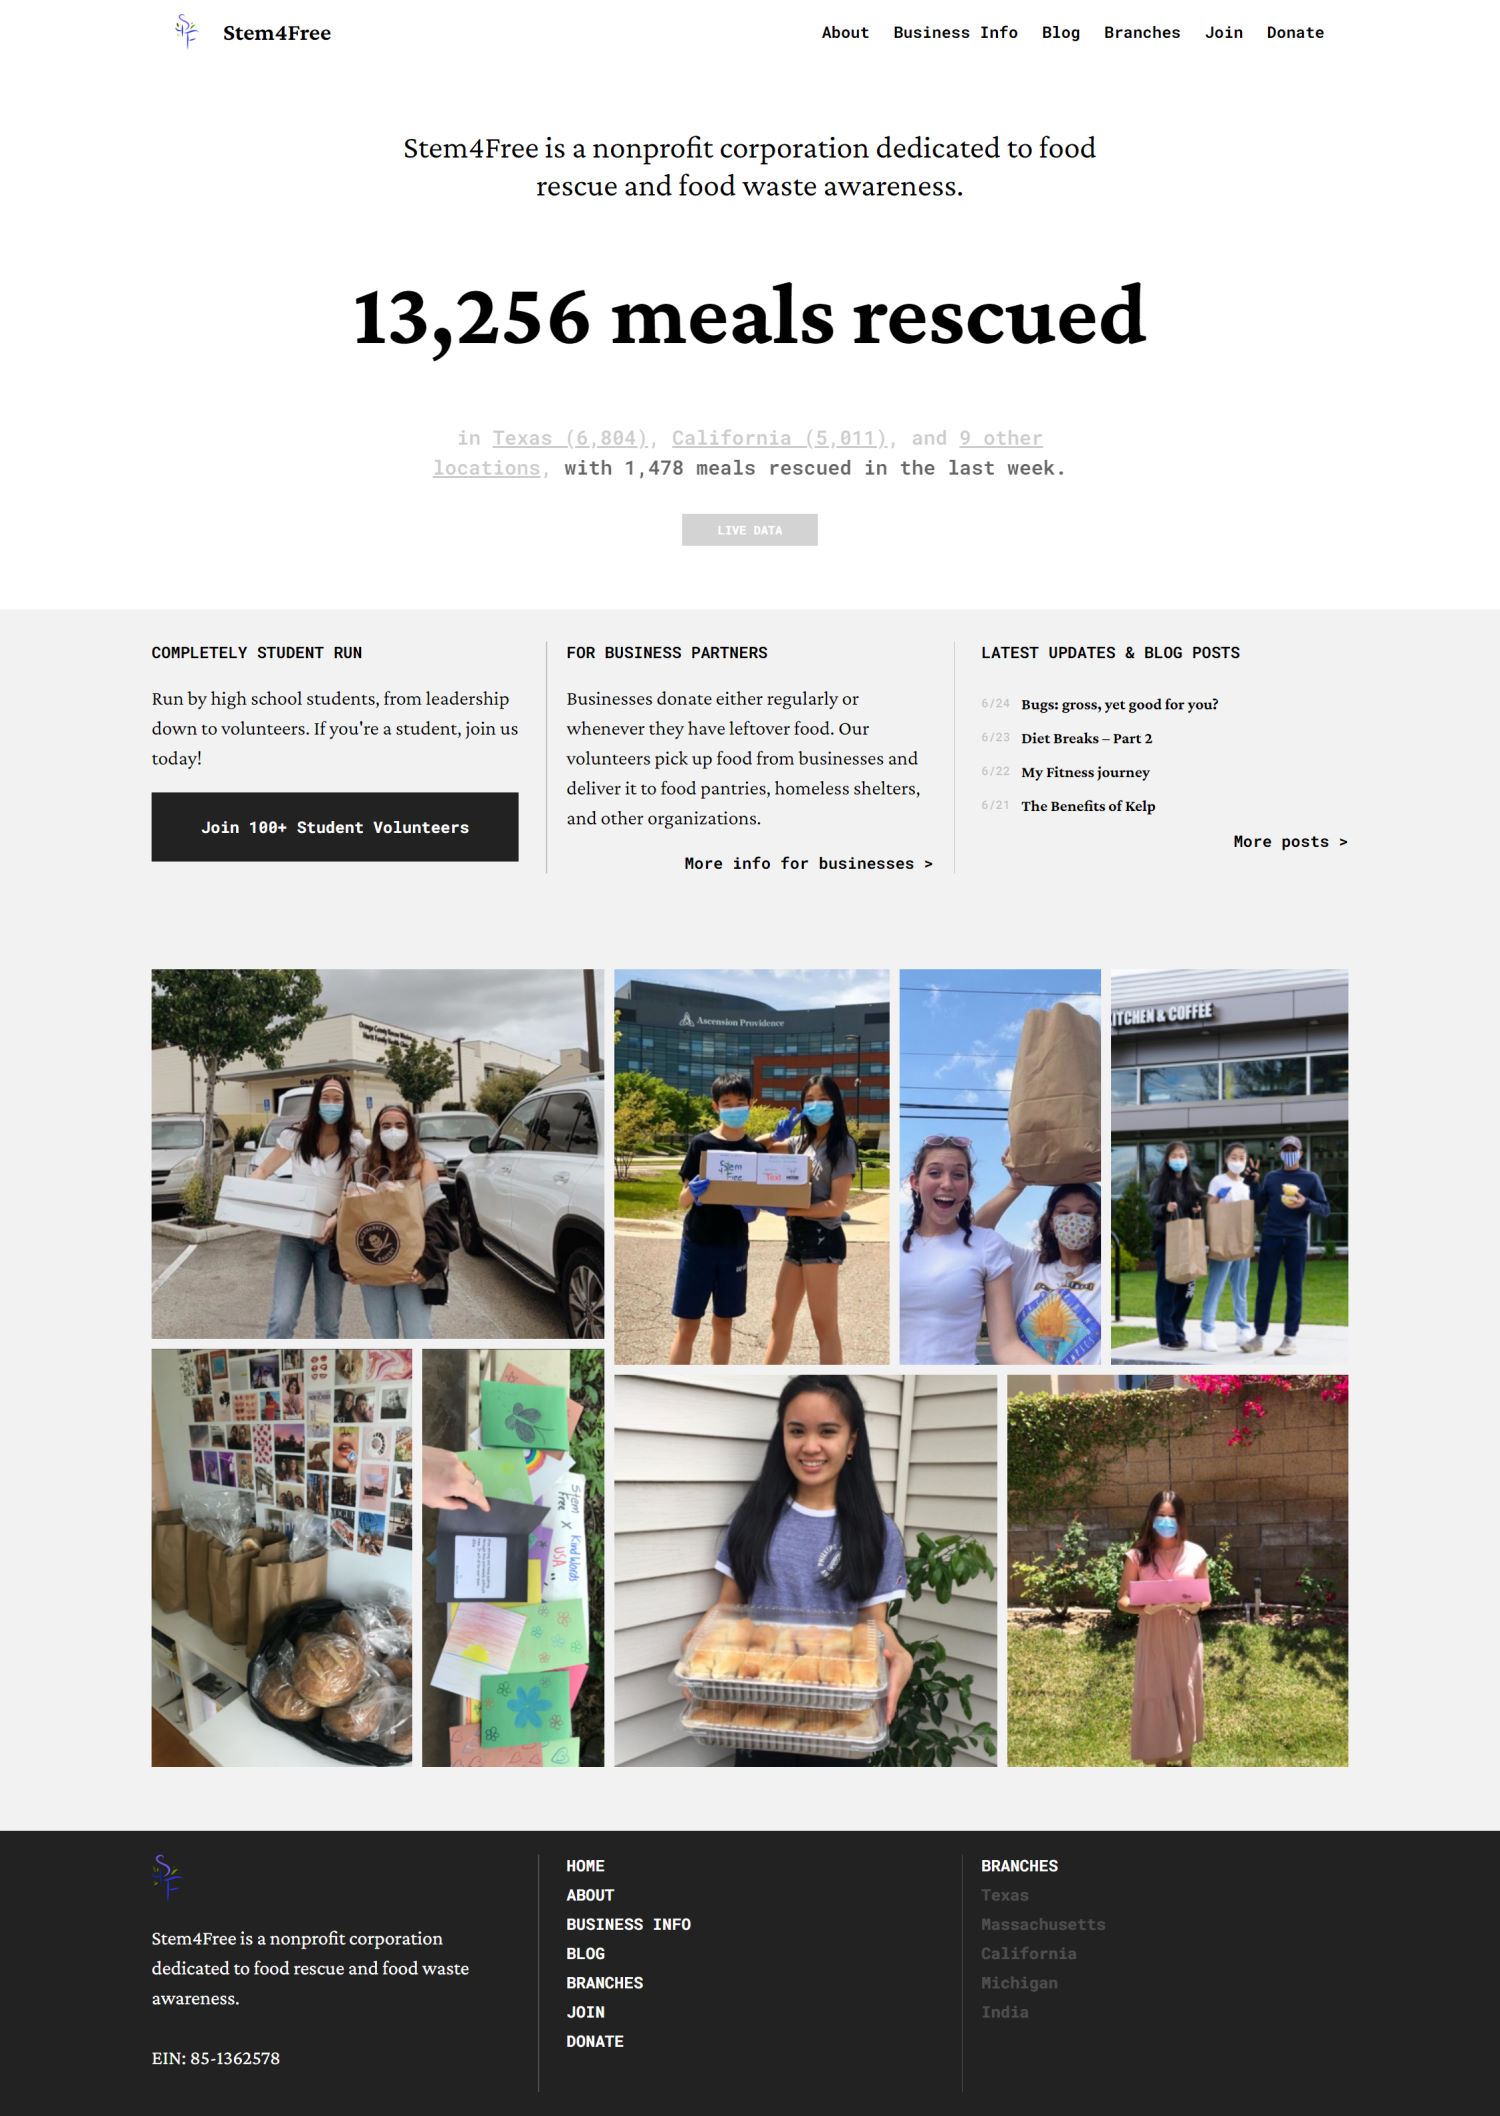 Stem4Free
About Business Info Blog Branches Join Donate
Stem4Free is a nonprofit corporation dedicated to food
rescue and food waste awareness.
13,256 meals rescued
in Texas (6,804), California (5,011), and 9 other
locations, with 1,478 meals rescued in the last week.
LIVE DATA
COMPLETELY STUDENT RUN
Run by high school students, from leadership
down to volunteers. If you're a student, join us
today!
Join 100+ Student Volunteers
FOR BUSINESS PARTNERS
Businesses donate either regularly or
whenever they have leftover food. Our
volunteers pick up food from businesses and
deliver it to food pantries, homeless shelters,
and other organizations.
More info for businesses >
LATEST UPDATES & BLOG POSTS
6/24 Bugs: gross, yet good for you?
6/23 Diet Breaks – Part 2
6/22 My Fitness journey
6/21 The Benefits of Kelp
More posts >
Ascension Providence
Stem
Free
Text
ITCHEN & COFFEE
Stem Kind Words
Free X USA
Stem4Free is a nonprofit corporation
dedicated to food rescue and food waste
awareness.
EIN: 85-1362578
HOME
ABOUT
BUSINESS INFO
BLOG
BRANCHES
JOIN
DONATE
BRANCHES
Texas
Massachusetts
California
Michigan
India